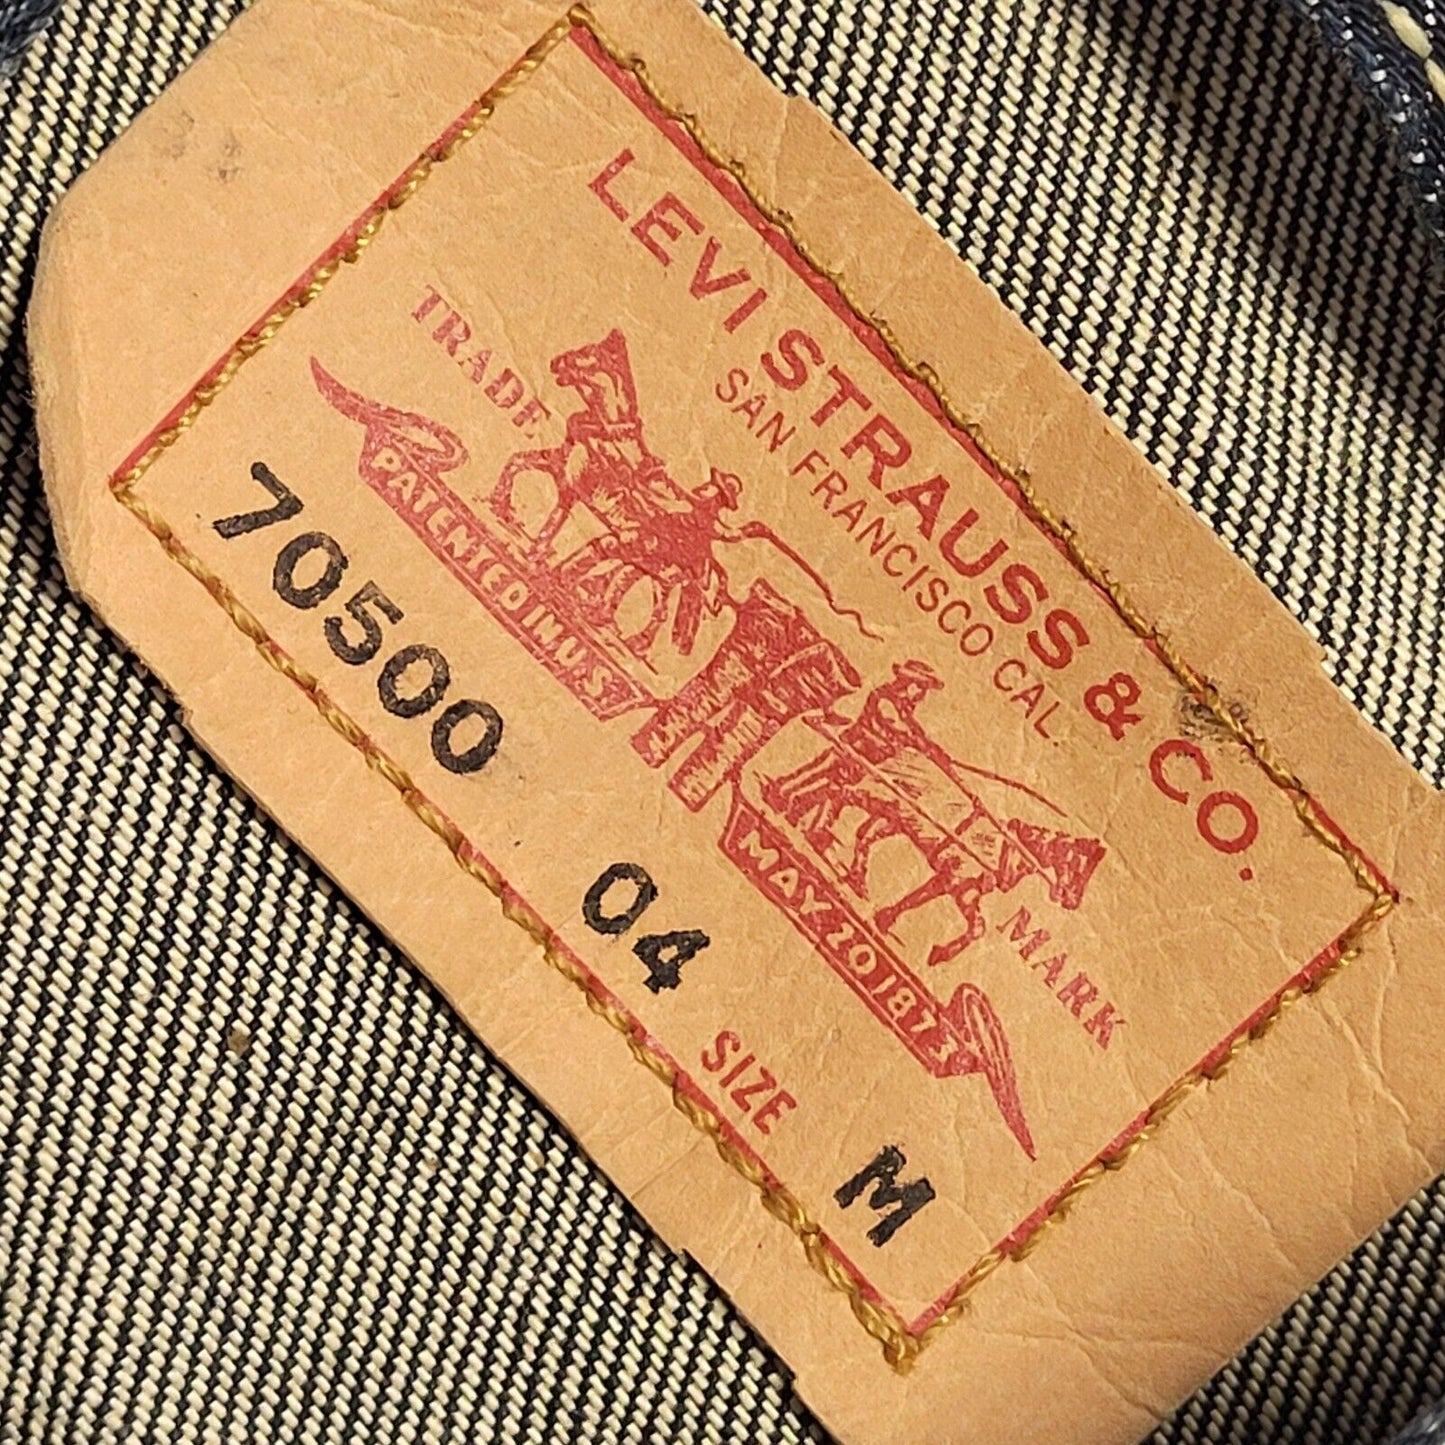 LEVI STRAUSS & CO.
SAN FRANCISCO CAL.
TRADE MARK
PATENTED IN U.S.
MAY 20 1873
70500 04 SIZE M